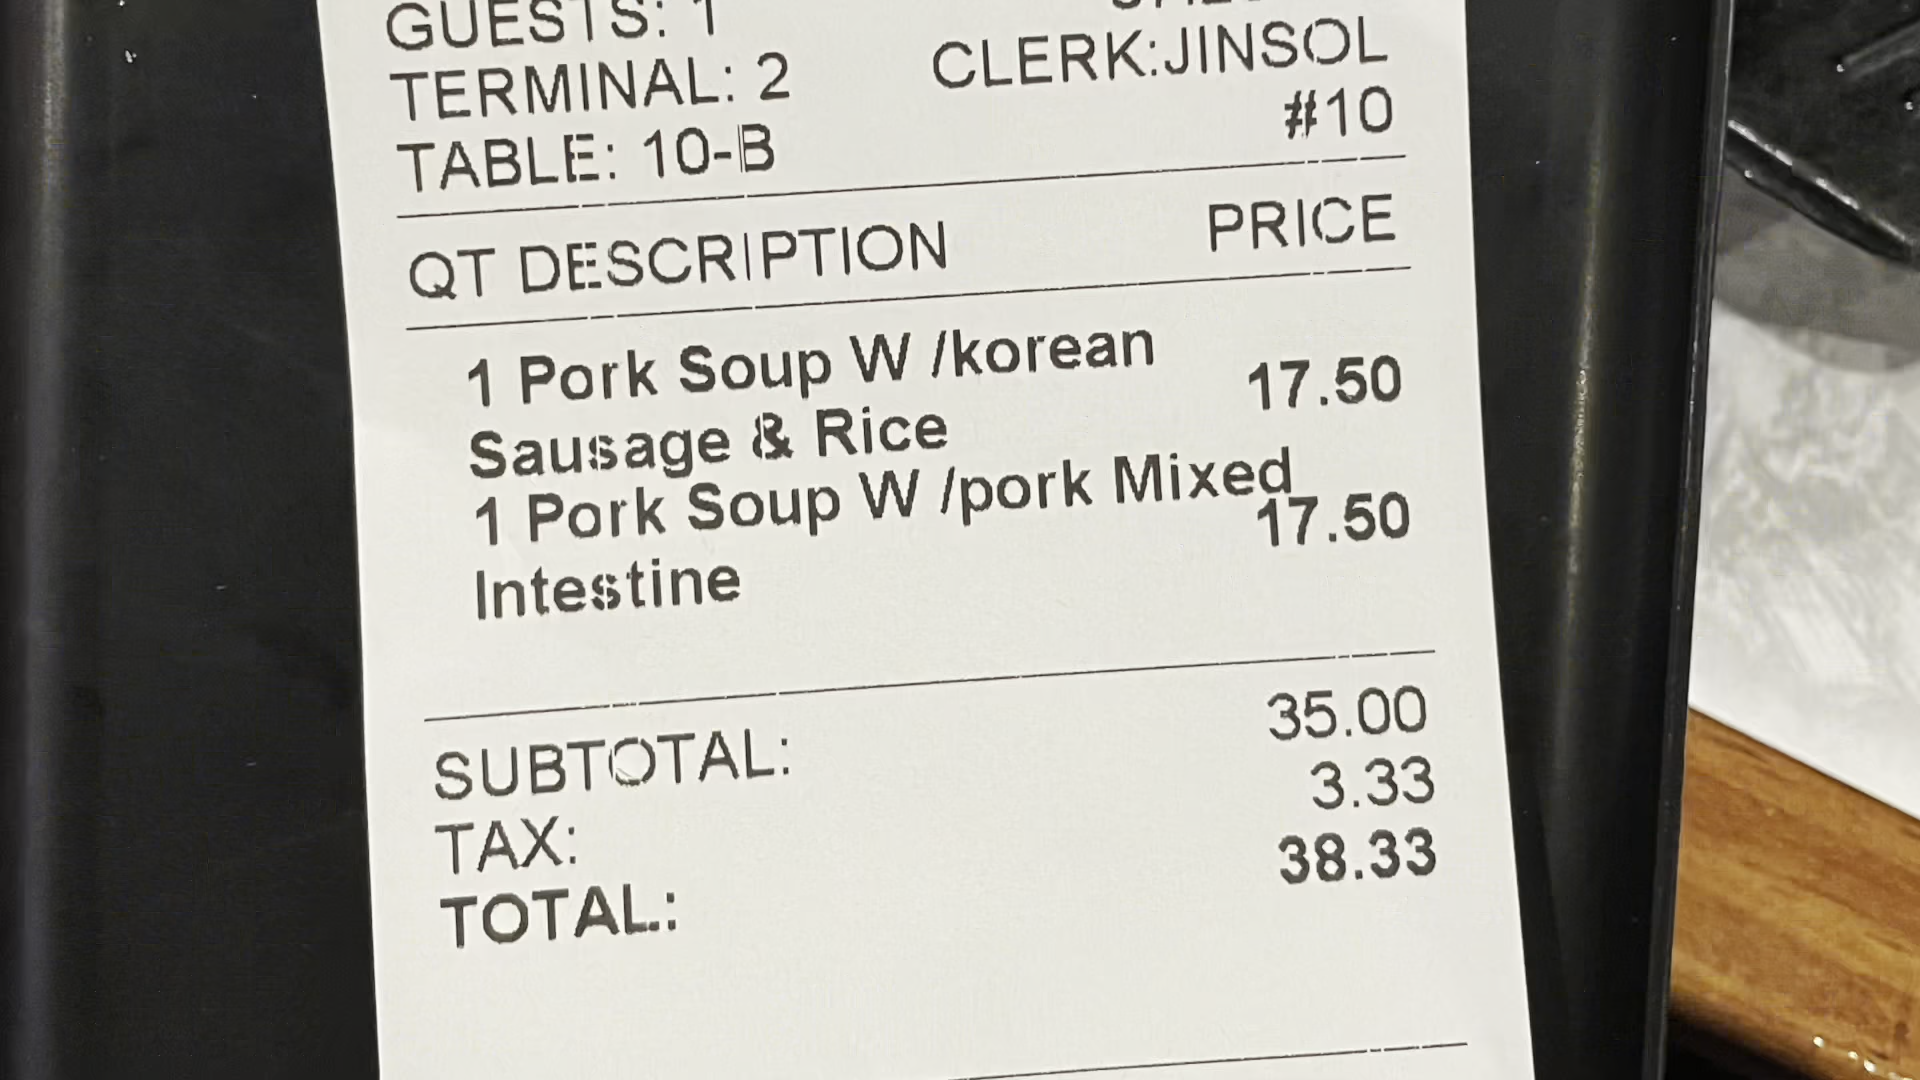 GUESTS: 1
TERMINAL: 2 CLERK:JINSOL
TABLE: 10-B #10
QT DESCRIPTION PRICE
1 Pork Soup W /korean 17.50
Sausage & Rice
1 Pork Soup W /pork Mixed 17.50
Intestine
SUBTOTAL: 35.00
TAX: 3.33
TOTAL: 38.33